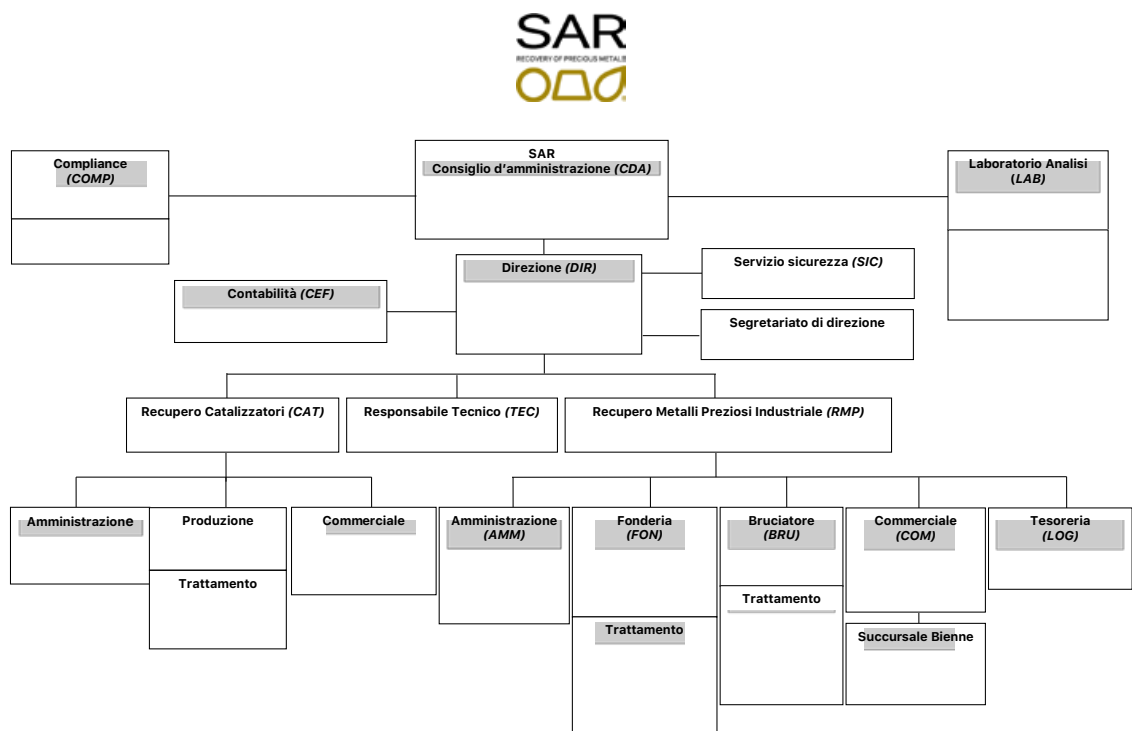 SAR
RECOVERY OF PRECIOUS METALS
Compliance
(COMP)
SAR
Consiglio d'amministrazione (CDA)
Laboratorio Analisi
(LAB)
Direzione (DIR)
Servizio sicurezza (SIC)
Contabilità (CEF)
Segretariato di direzione
Recupero Catalizzatori (CAT)
Responsabile Tecnico (TEC)
Recupero Metalli Preziosi Industriale (RMP)
Amministrazione
Produzione
Trattamento
Commerciale
Amministrazione
(AMM)
Fonderia
(FON)
Trattamento
Bruciatore
(BRU)
Trattamento
Commerciale
(COM)
Succursale Bienne
Tesoreria
(LOG)